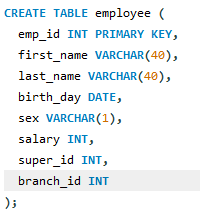 CREATE TABLE employee (
  emp_id INT PRIMARY KEY,
  first_name VARCHAR(40),
  last_name VARCHAR(40),
  birth_day DATE,
  sex VARCHAR(1),
  salary INT,
  super_id INT,
  branch_id INT
);